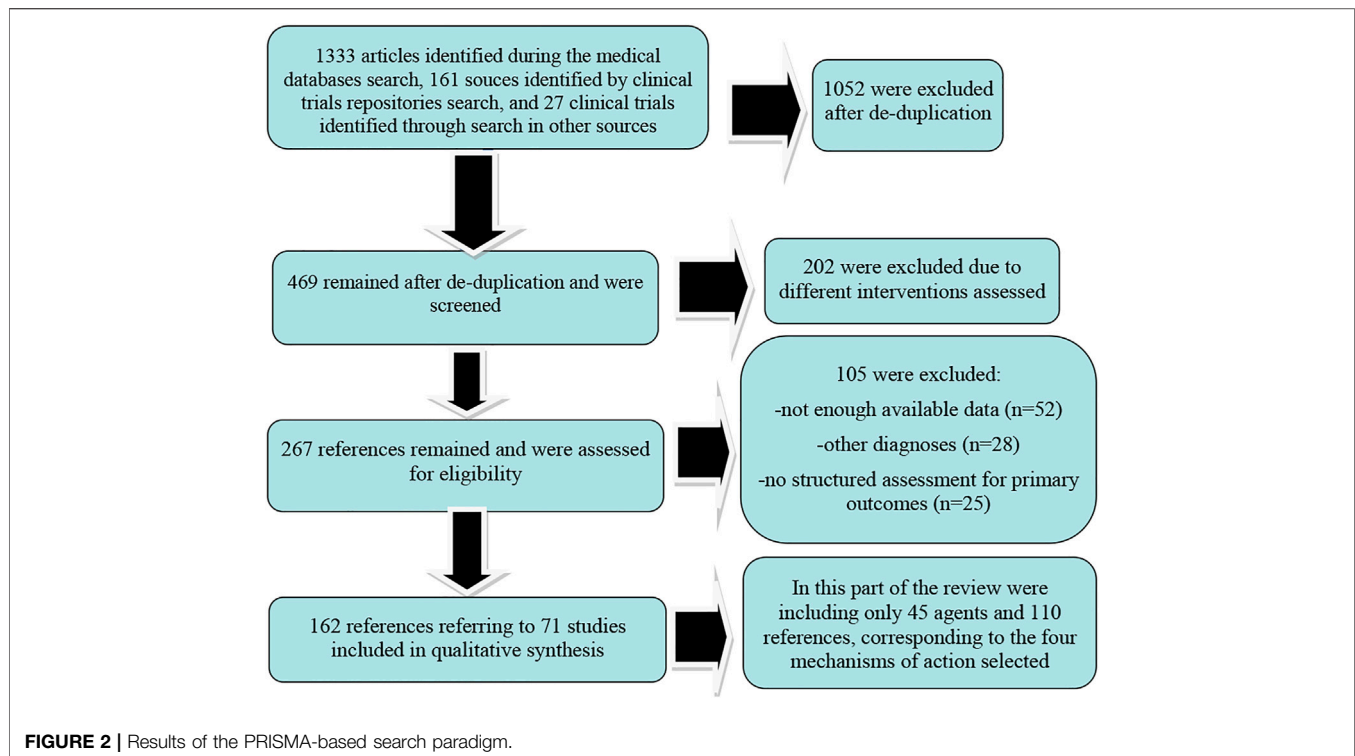 1333 articles identified during the medical
databases search, 161 souces identified by clinical
trials repositories search, and 27 clinical trials
identified through search in other sources
1052 were excluded
after de-duplication
469 remained after de-duplication and were
screened
202 were excluded due to
different interventions assessed
267 references remained and were assessed
for eligibility
105 were excluded:
-not enough available data (n=52)
-other diagnoses (n=28)
-no structured assessment for primary
outcomes (n=25)
162 references referring to 71 studies
included in qualitative synthesis
In this part of the review were
including only 45 agents and 110
references, corresponding to the four
mechanisms of action selected
FIGURE 2 | Results of the PRISMA-based search paradigm.